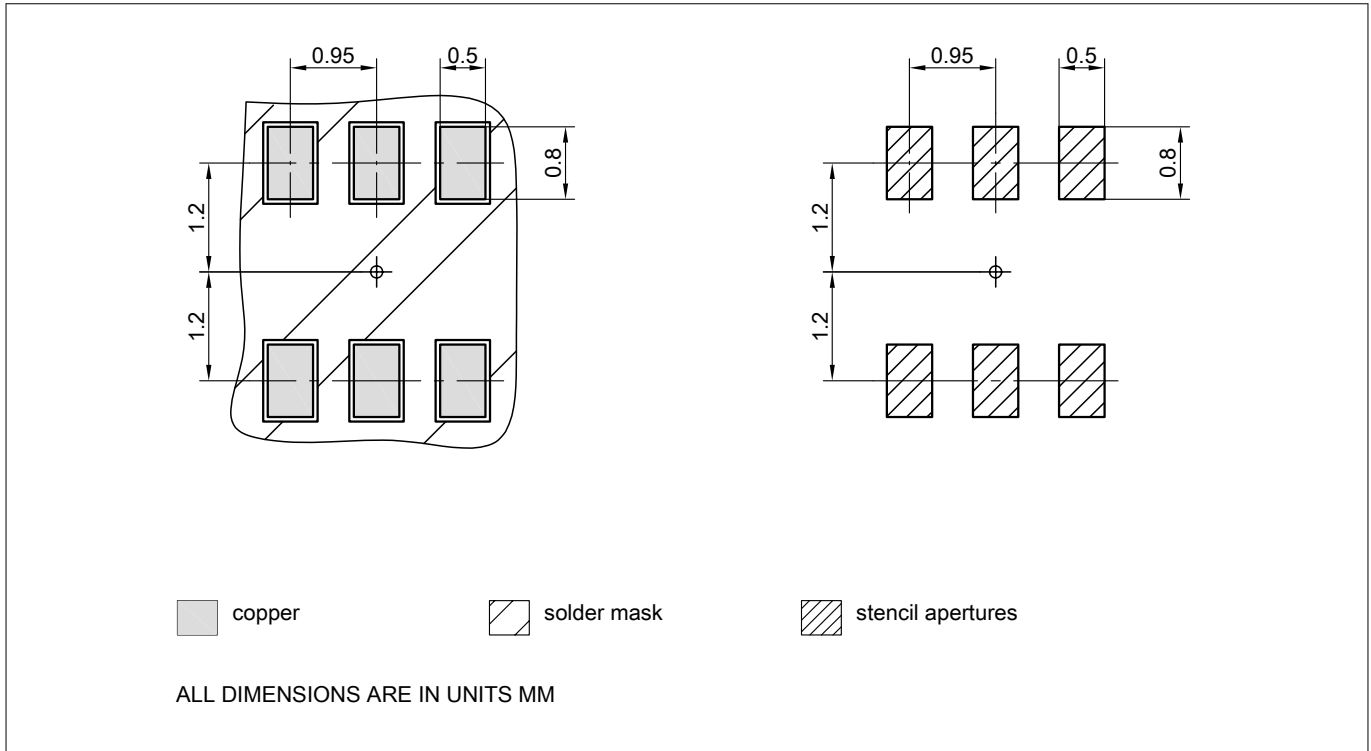 0.95 0.5 0.95 0.5
0.8 0.8
1.2 1.2
1.2 1.2
copper solder mask stencil apertures
ALL DIMENSIONS ARE IN UNITS MM